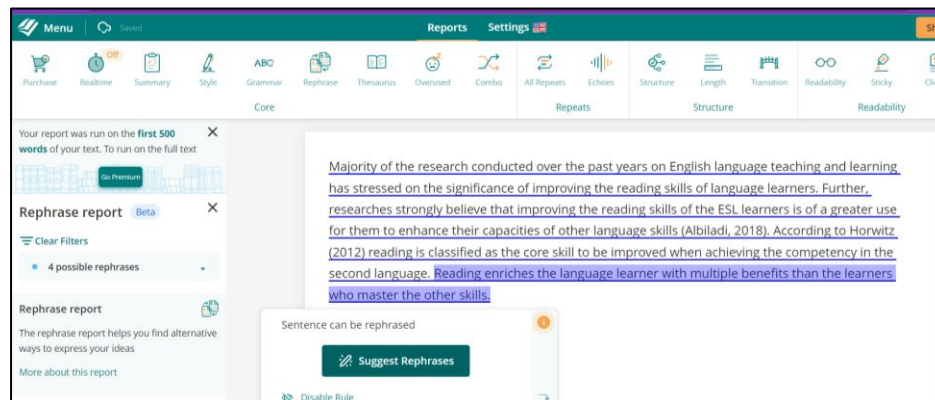 Menu Saved Reports Settings Sh
Off
Purchase Realtime Summary Style Grammar Rephrase Thesaurus Overused Combo All Repeats Echoes Structure Length Transition Readability Sticky
ABC
Core Repeats Structure Readability
Your report was run on the first 500
words of your text. To run on the full text
Go Premium
Rephrase report Beta
Clear Filters
4 possible rephrases
Rephrase report
The rephrase report helps you find alternative
ways to express your ideas
More about this report
Majority of the research conducted over the past years on English language teaching and learning
has stressed on the significance of improving the reading skills of language learners. Further,
researches strongly believe that improving the reading skills of the ESL learners is of a greater use
for them to enhance their capacities of other language skills (Albiladi, 2018). According to Horwitz
(2012) reading is classified as the core skill to be improved when achieving the competency in the
second language. Reading enriches the language learner with multiple benefits than the learners
who master the other skills.
Sentence can be rephrased
Suggest Rephrases
Disable Rule